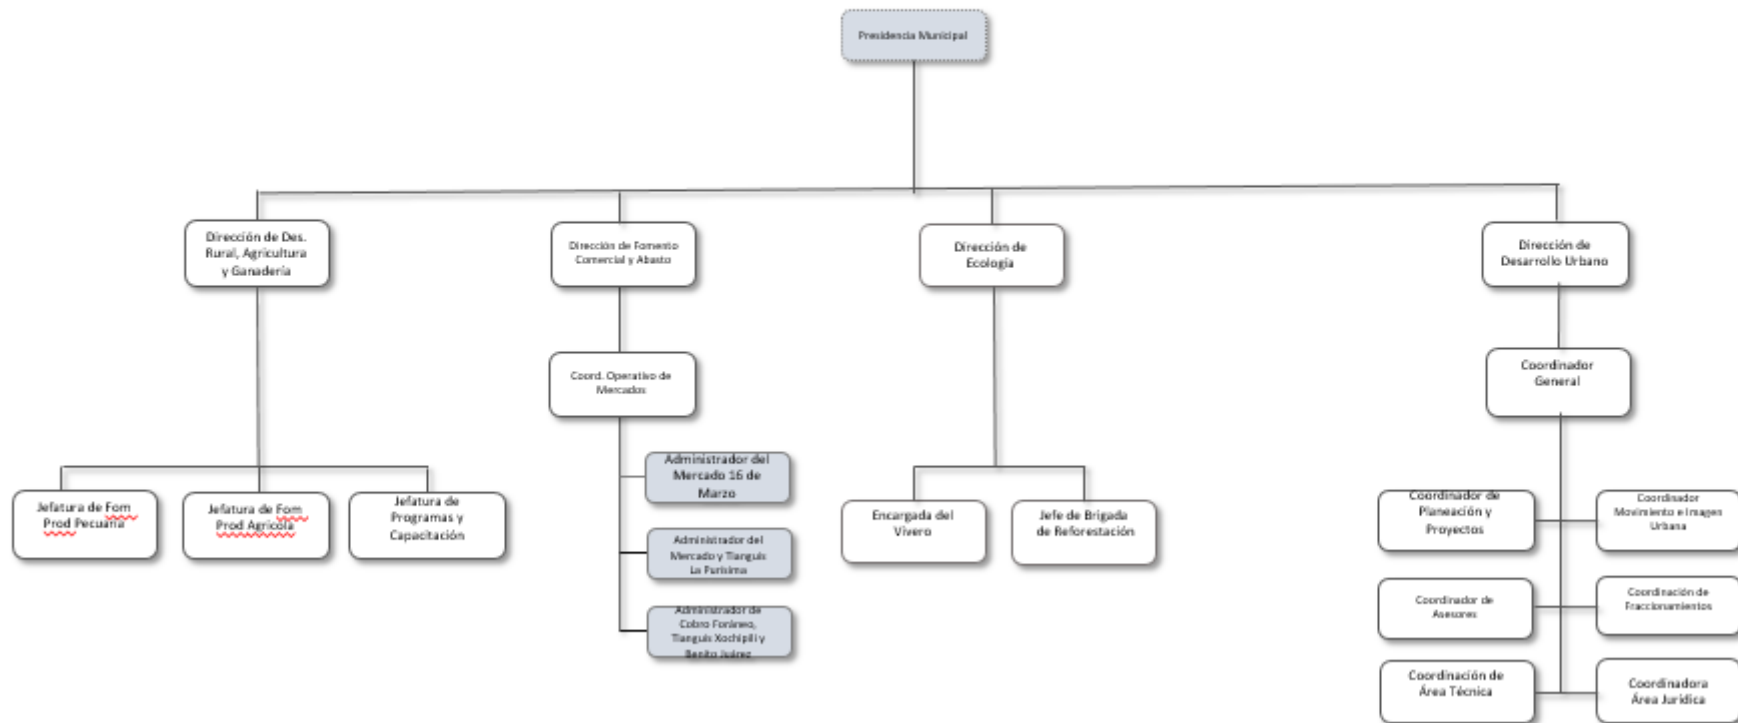 Presidencia Municipal
Dirección de Des.
Rural, Agricultura
y Ganadería
Dirección de Fomento
Comercial y Abasto
Dirección de
Ecología
Dirección de
Desarrollo Urbano
Coord. Operativo de
Mercados
Coordinador
General
Administrador del
Mercado 16 de
Marzo
Administrador del
Mercado y Tianguis
La Purísima
Administrador de
Cobro Foráneo,
Tianguis Xochipilli y
Benito Juárez
Jefatura de Fom
Prod Pecuaria
Jefatura de Fom
Prod Agrícola
Jefatura de
Programas y
Capacitación
Encargada del
Vivero
Jefe de Brigada
de Reforestación
Coordinador de
Planeación y
Proyectos
Coordinador
Movimiento e Imagen
Urbana
Coordinador de
Asesores
Coordinación de
Fraccionamientos
Coordinación de
Área Técnica
Coordinadora
Área Jurídica